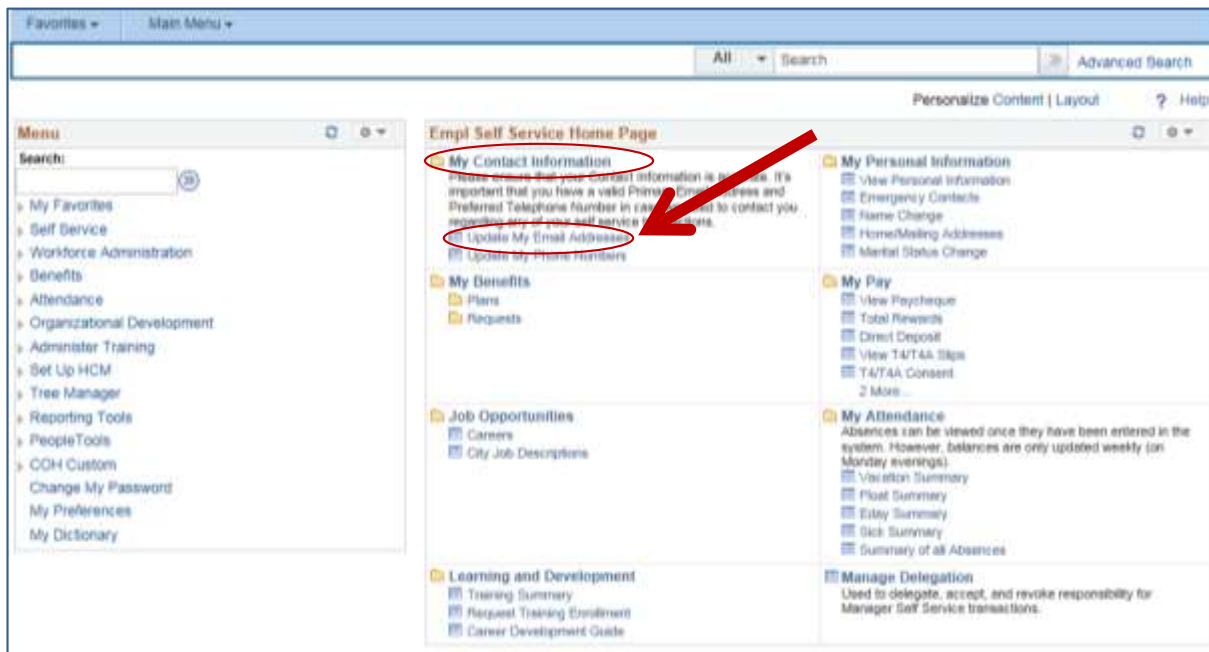 Favorites
Main Menu
All
Search
Advanced Search
Personalize Content | Layout
? Help
Menu
Search:
My Favorites
Self Service
Workforce Administration
Benefits
Attendance
Organizational Development
Administer Training
Set Up HCM
Tree Manager
Reporting Tools
PeopleTools
COH Custom
Change My Password
My Preferences
My Dictionary
Empl Self Service Home Page
My Contact Information
Please ensure that your Contact information is It's
important that you have a valid Primary Email Address and
Preferred Telephone Number in case to contact you
regarding any of your self service
Update My Email Addresses
Update My Phone Numbers
My Personal Information
View Personal Information
Emergency Contacts
Name Change
Home/Mailing Addresses
Marital Status Change
My Benefits
Plans
Requests
My Pay
View Paycheque
Total Rewards
Direct Deposit
View T4/T4A Slips
T4/T4A Consent
2 More...
Job Opportunities
Careers
City Job Descriptions
My Attendance
Absences can be viewed once they have been entered in the
system. However, balances are only updated weekly (on
Monday evenings)
Vacation Summary
Float Summary
Eday Summary
Sick Summary
Summary of all Absences
Learning and Development
Training Summary
Request Training Enrollment
Career Development Guide
Manage Delegation
Used to delegate, accept, and revoke responsibility for
Manager Self Service transactions.